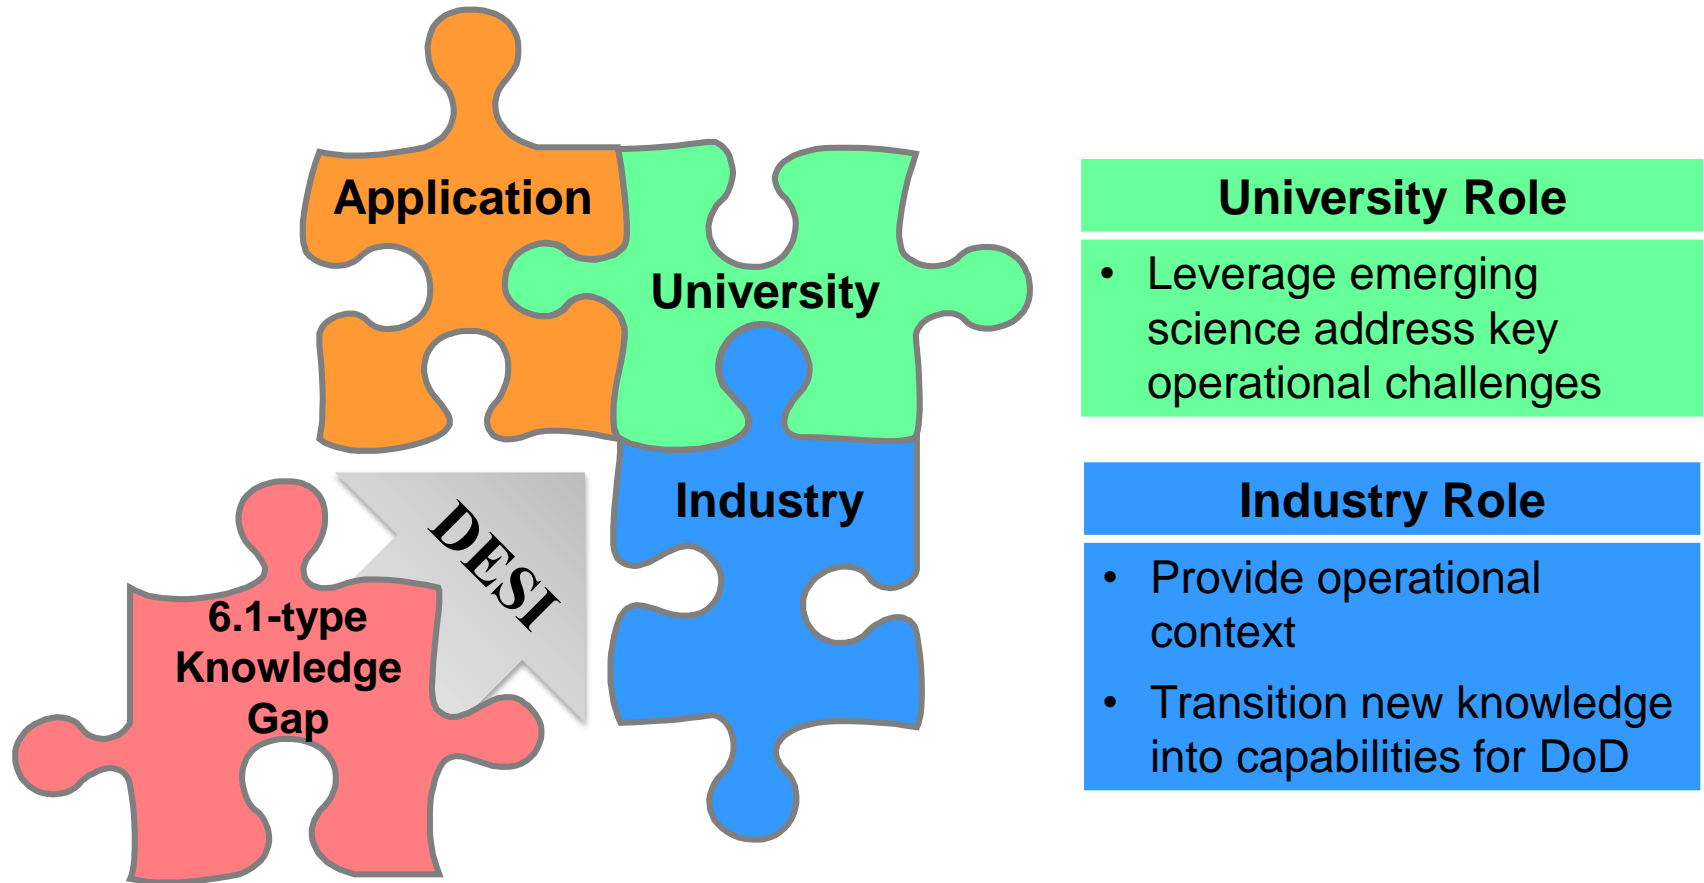 Application
University
Industry
DESI
6.1-type
Knowledge
Gap
University Role
• Leverage emerging
science address key
operational challenges
Industry Role
• Provide operational
context
• Transition new knowledge
into capabilities for DoD